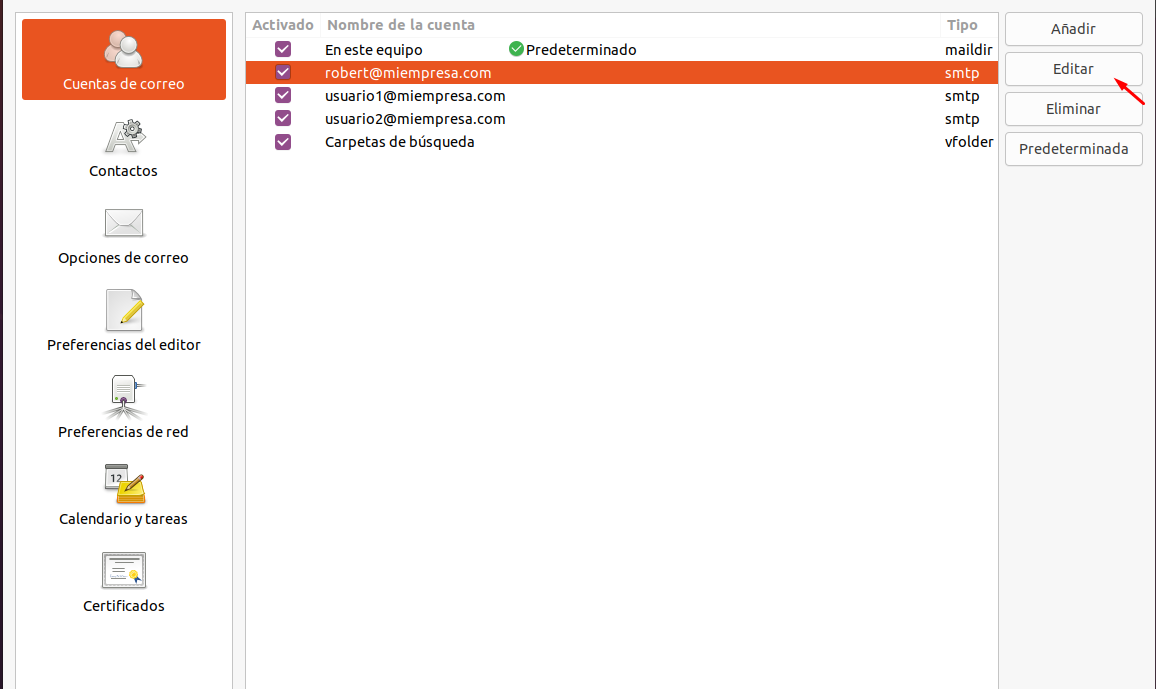 Cuentas de correo
Contactos
Opciones de correo
Preferencias del editor
Preferencias de red
12
Calendario y tareas
Certificados
Activado Nombre de la cuenta Tipo
En este equipo Predeterminado maildir
robert@miempresa.com smtp
usuario1@miempresa.com smtp
usuario2@miempresa.com smtp
Carpetas de búsqueda vfolder
Añadir
Editar
Eliminar
Predeterminada